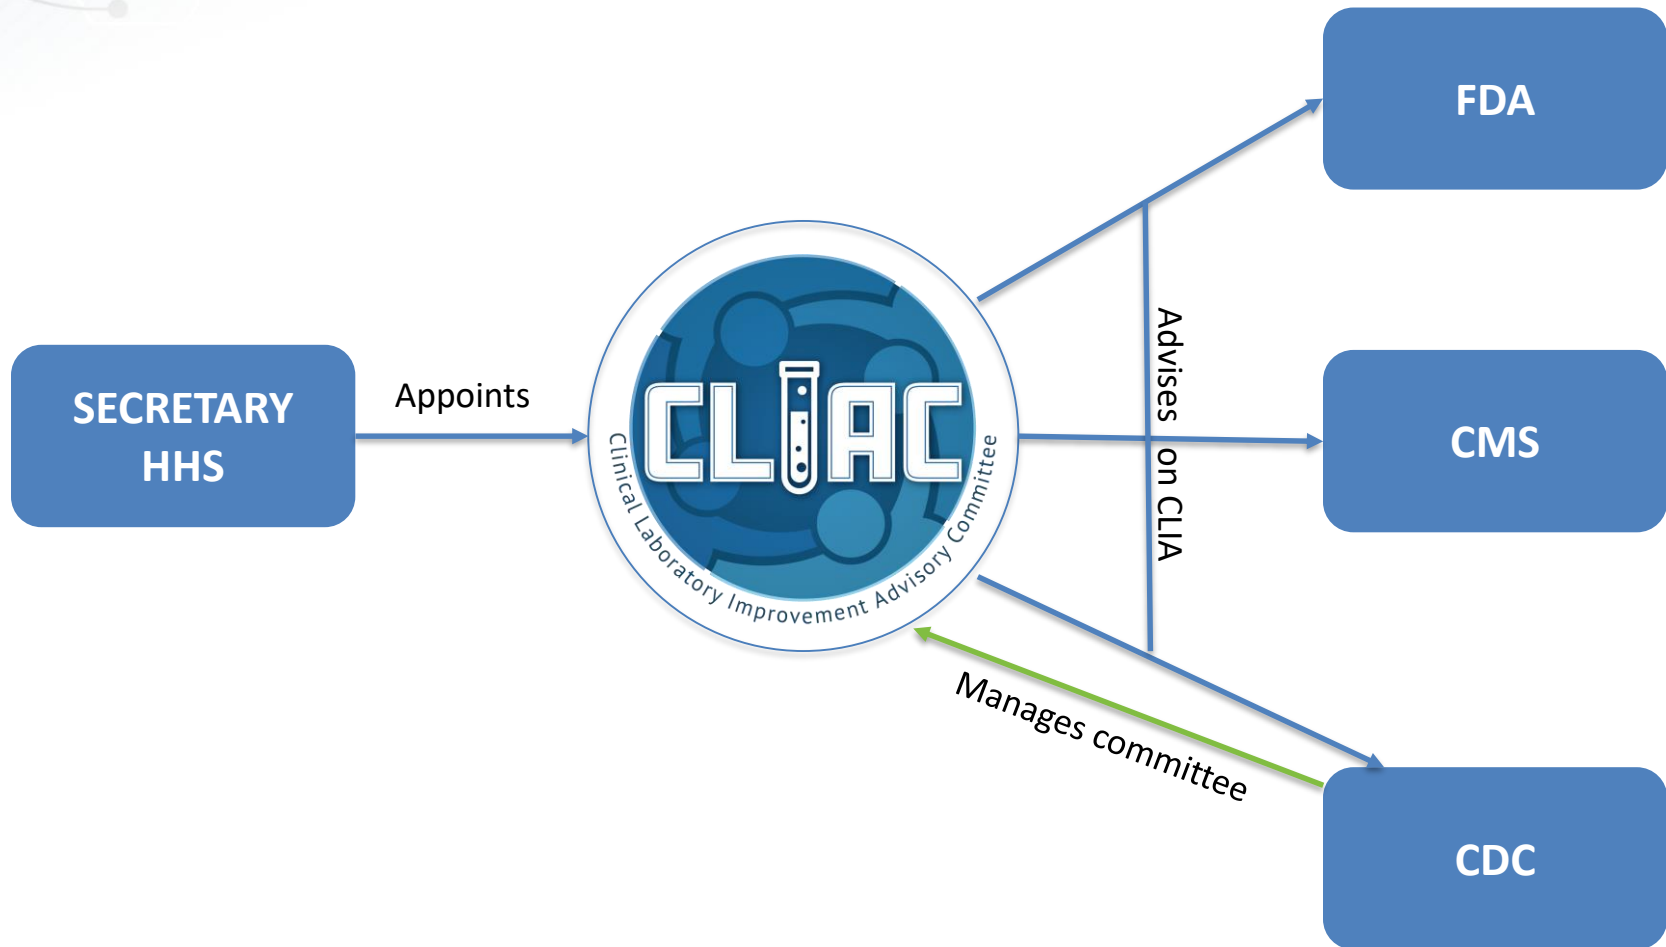 SECRETARY
HHS
Appoints
CLIAC
Clinical Laboratory Improvement Advisory Committee
Advises on CLIA
Manages committee
FDA
CMS
CDC